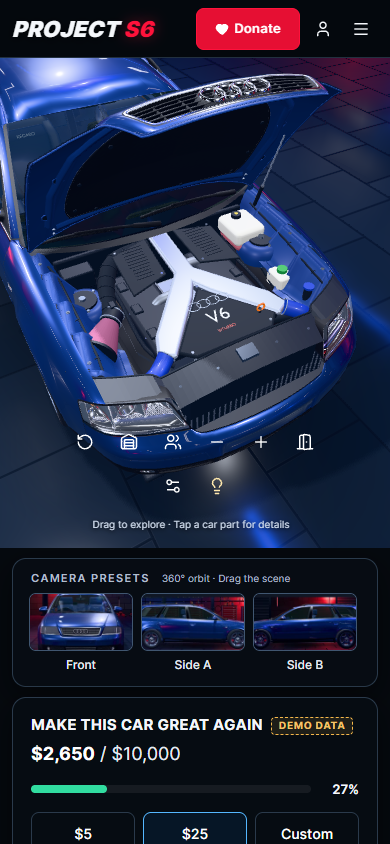 PROJECT S6
Donate
V6
Drag to explore · Tap a car part for details
CAMERA PRESETS 360° orbit · Drag the scene
Front Side A Side B
MAKE THIS CAR GREAT AGAIN DEMO DATA
$2,650 / $10,000
27%
$5 $25 Custom